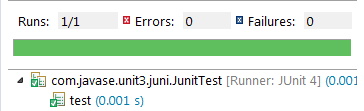 Runs: 1/1 Errors: 0 Failures: 0
com.javase.unit3.juni.JunitTest [Runner: JUnit 4] (0.00
test (0.001 s)